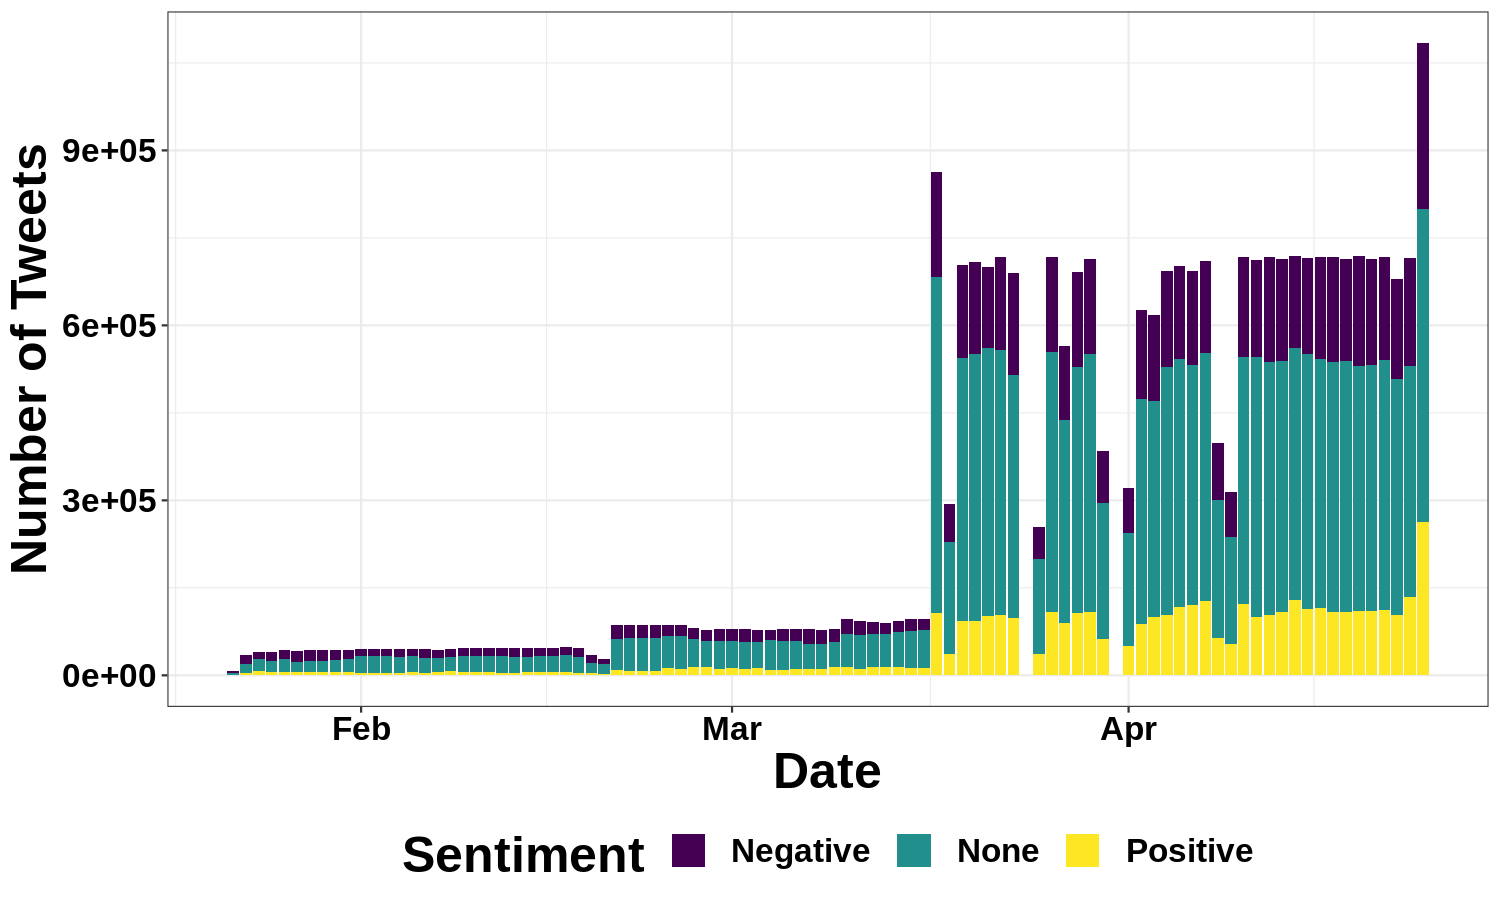 Number of Tweets
9e+05
6e+05
3e+05
0e+00
Feb Mar Apr
Date
Sentiment Negative None Positive